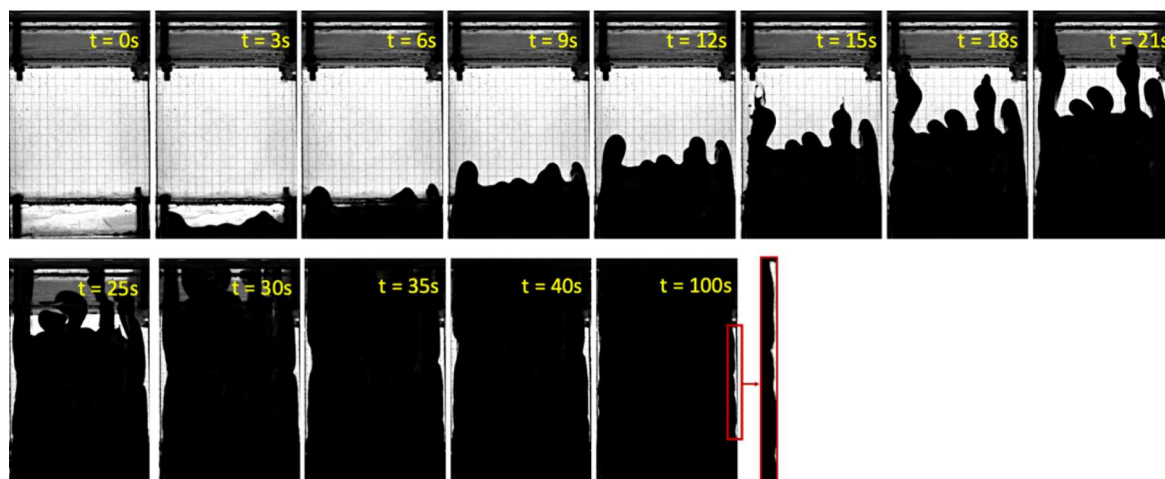 t = 0s
t = 3s
t = 6s
t = 9s
t = 12s
t = 15s
t = 18s
t = 21s
t = 25s
t = 30s
t = 35s
t = 40s
t = 100s